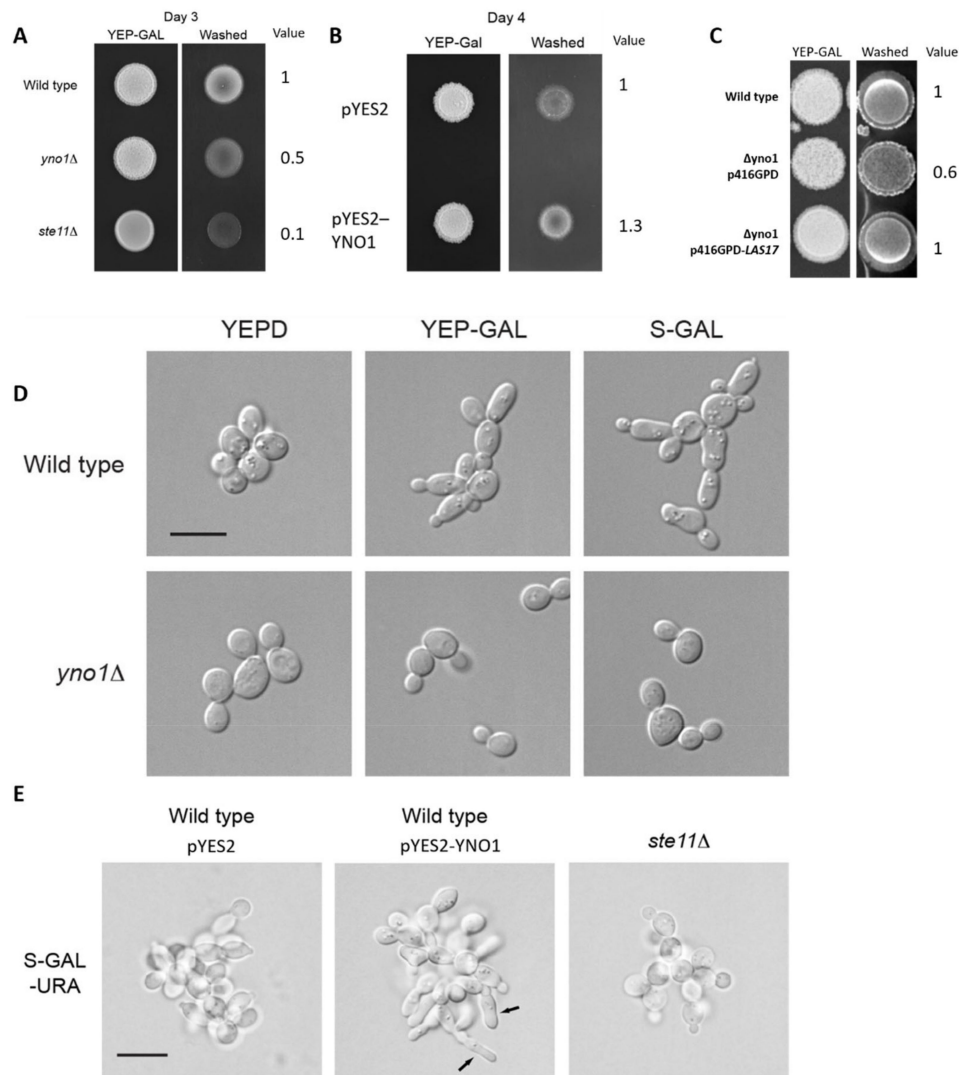 A
Day 3
YEP-GAL Washed Value
Wild type 1
yno1Δ 0.5
ste11Δ 0.1
B
Day 4
YEP-Gal Washed Value
pYES2 1
pYES2–
YNO1 1.3
C
YEP-GAL Washed Value
Wild type 1
Δyno1
p416GPD 0.6
Δyno1
p416GPD-LAS17 1
YEPD YEP-GAL S-GAL
D
Wild type
yno1Δ
E
Wild type Wild type
pYES2 pYES2-YNO1 ste11Δ
S-GAL
-URA